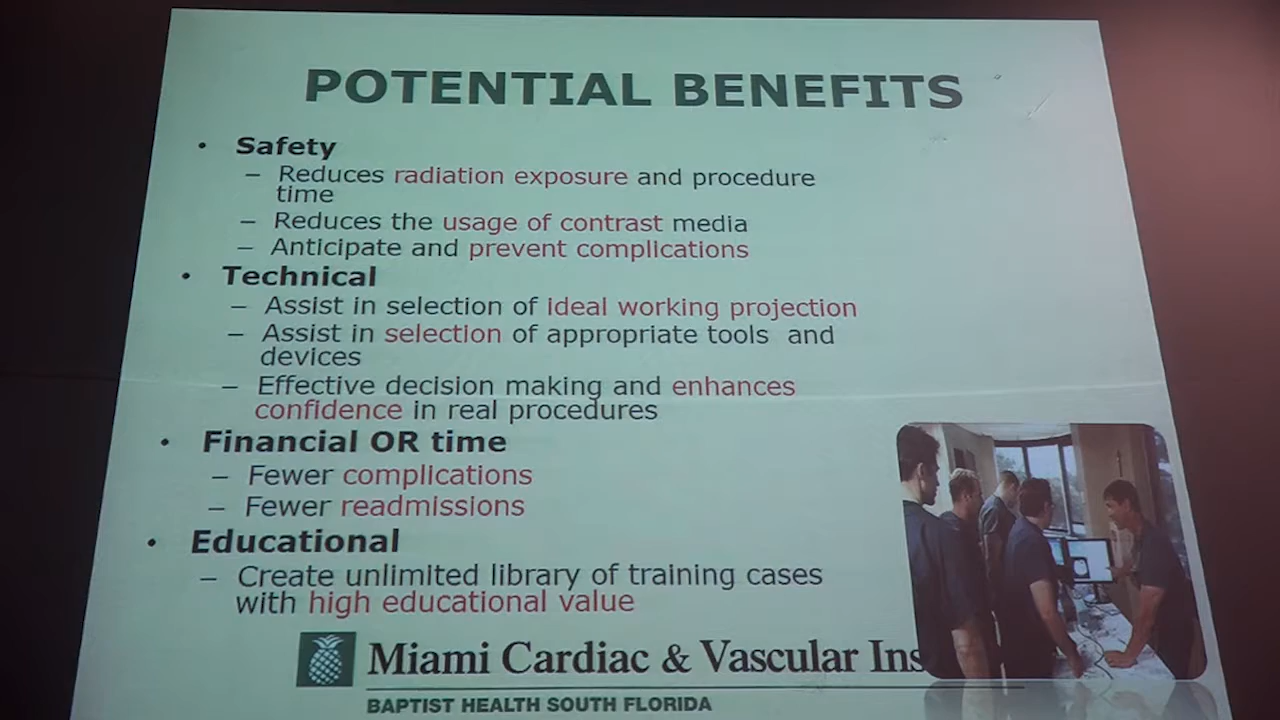 POTENTIAL BENEFITS
• Safety
– Reduces radiation exposure and procedure
time
– Reduces the usage of contrast media
– Anticipate and prevent complications
• Technical
– Assist in selection of ideal working projection
– Assist in selection of appropriate tools and
devices
– Effective decision making and enhances
confidence in real procedures
• Financial OR time
– Fewer complications
– Fewer readmissions
• Educational
– Create unlimited library of training cases
with high educational value
Miami Cardiac & Vascular Ins
BAPTIST HEALTH SOUTH FLORIDA